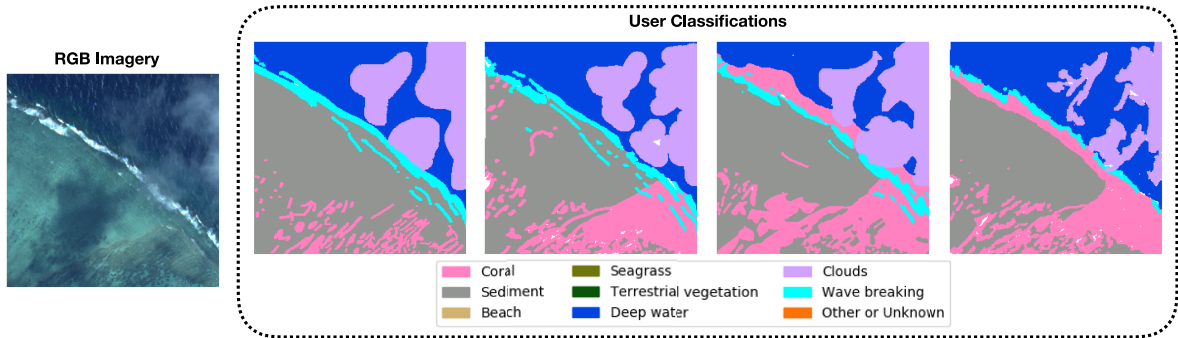 User Classifications
RGB Imagery
Coral
Seagrass
Clouds
Sediment
Terrestrial vegetation
Wave breaking
Beach
Deep water
Other or Unknown